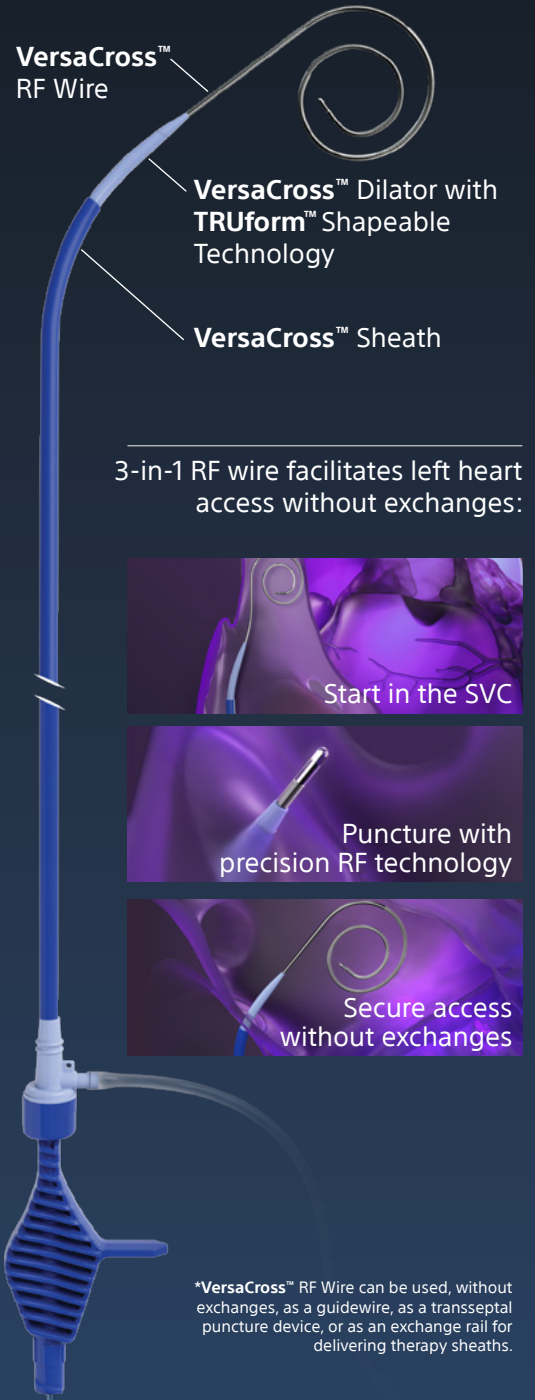 VersaCross™
RF Wire
VersaCross™ Dilator with
TRUform™ Shapeable
Technology
VersaCross™ Sheath
3-in-1 RF wire facilitates left heart
access without exchanges:
Start in the SVC
Puncture with
precision RF technology
Secure access
without exchanges
*VersaCross™ RF Wire can be used, without
exchanges, as a guidewire, as a transseptal
puncture device, or as an exchange rail for
delivering therapy sheaths.